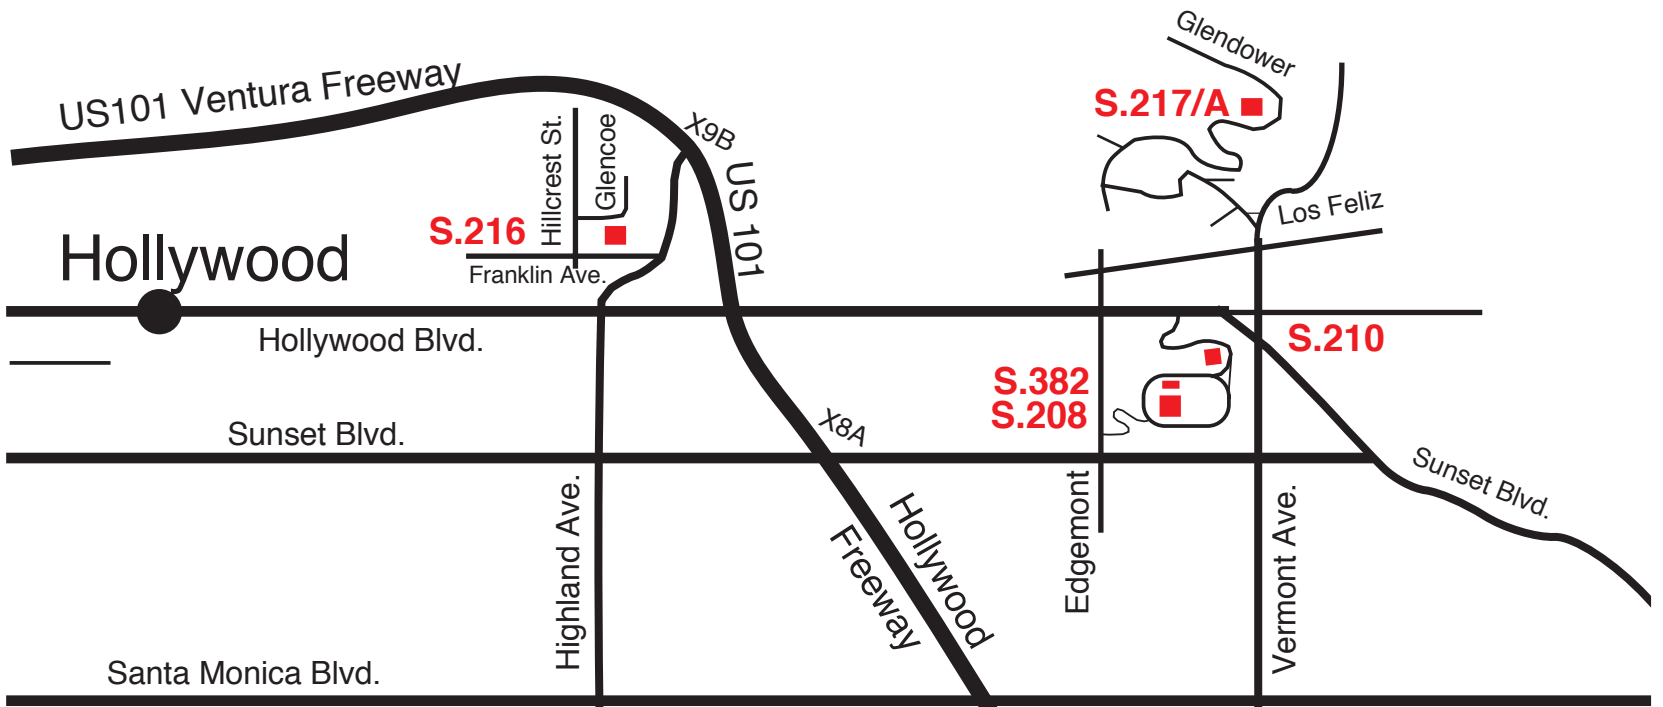 Glendower
US101 Ventura Freeway
S.217/A
X9B
Hillcrest St.
Glencoe
US 101
Los Feliz
S.216
Hollywood
Franklin Ave.
Hollywood Blvd.
S.210
S.382
S.208
X8A
Sunset Blvd.
Sunset Blvd.
Highland Ave.
Hollywood
Freeway
Edgemont
Vermont Ave.
Santa Monica Blvd.